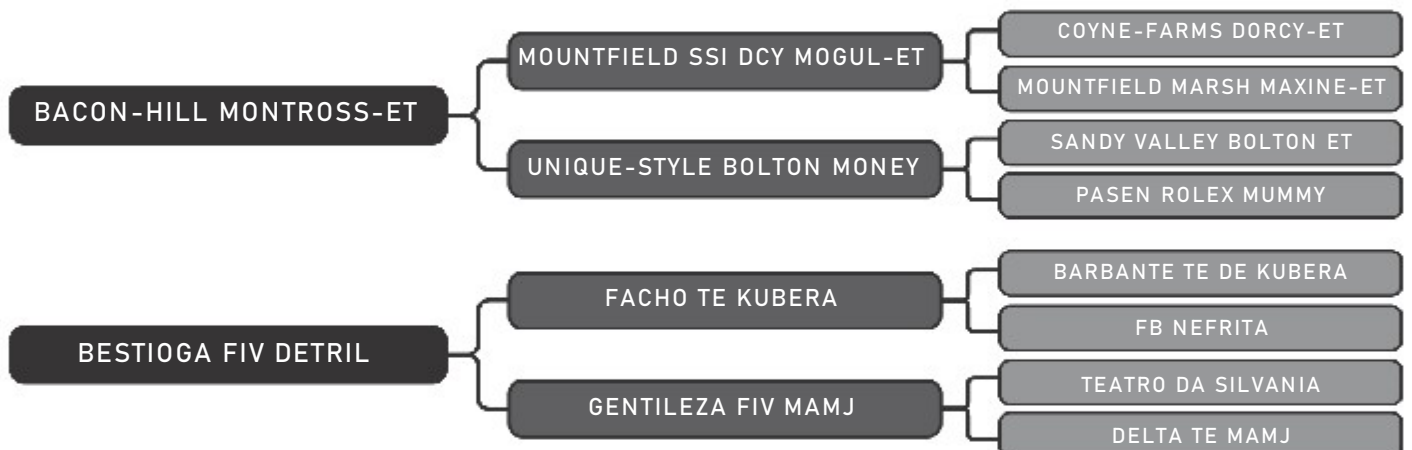 BACON-HILL MONTROSS-ET
MOUNTFIELD SSI DCY MOGUL-ET
COYNE-FARMS DORCY-ET
MOUNTFIELD MARSH MAXINE-ET
UNIQUE-STYLE BOLTON MONEY
SANDY VALLEY BOLTON ET
PASEN ROLEX MUMMY
BESTIOGA FIV DETRIL
FACHO TE KUBERA
BARBANTE TE DE KUBERA
FB NEFRITA
GENTILEZA FIV MAMJ
TEATRO DA SILVANIA
DELTA TE MAMJ